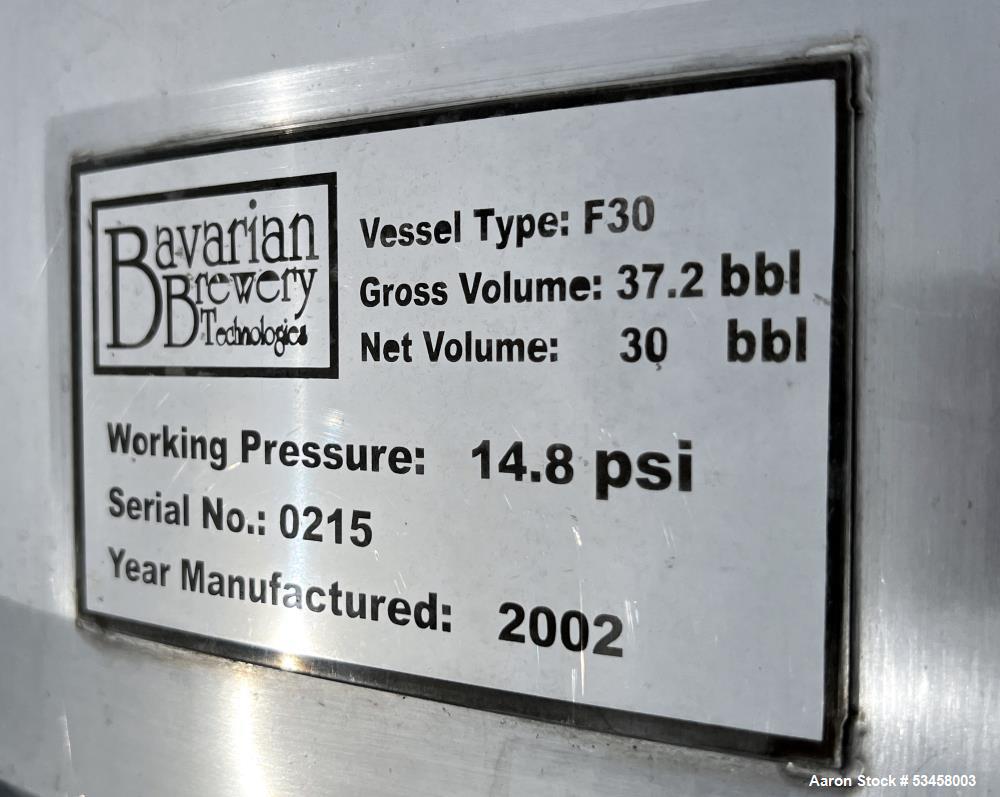 Bavarian
Brewery
Technologies
Vessel Type: F30
Gross Volume: 37.2 bbl
Net Volume: 30 bbl
Working Pressure: 14.8 psi
Serial No.: 0215
Year Manufactured: 2002
Aaron Stock # 53458003